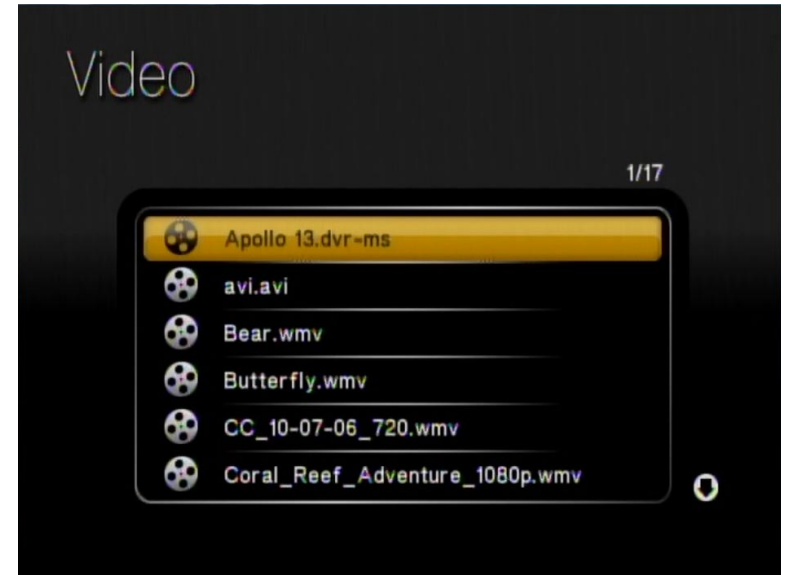 Video
1/17
Apollo 13.dvr-ms
avi.avi
Bear.wmv
Butterfly.wmv
CC_10-07-06_720.wmv
Coral_Reef_Adventure_1080p.wmv